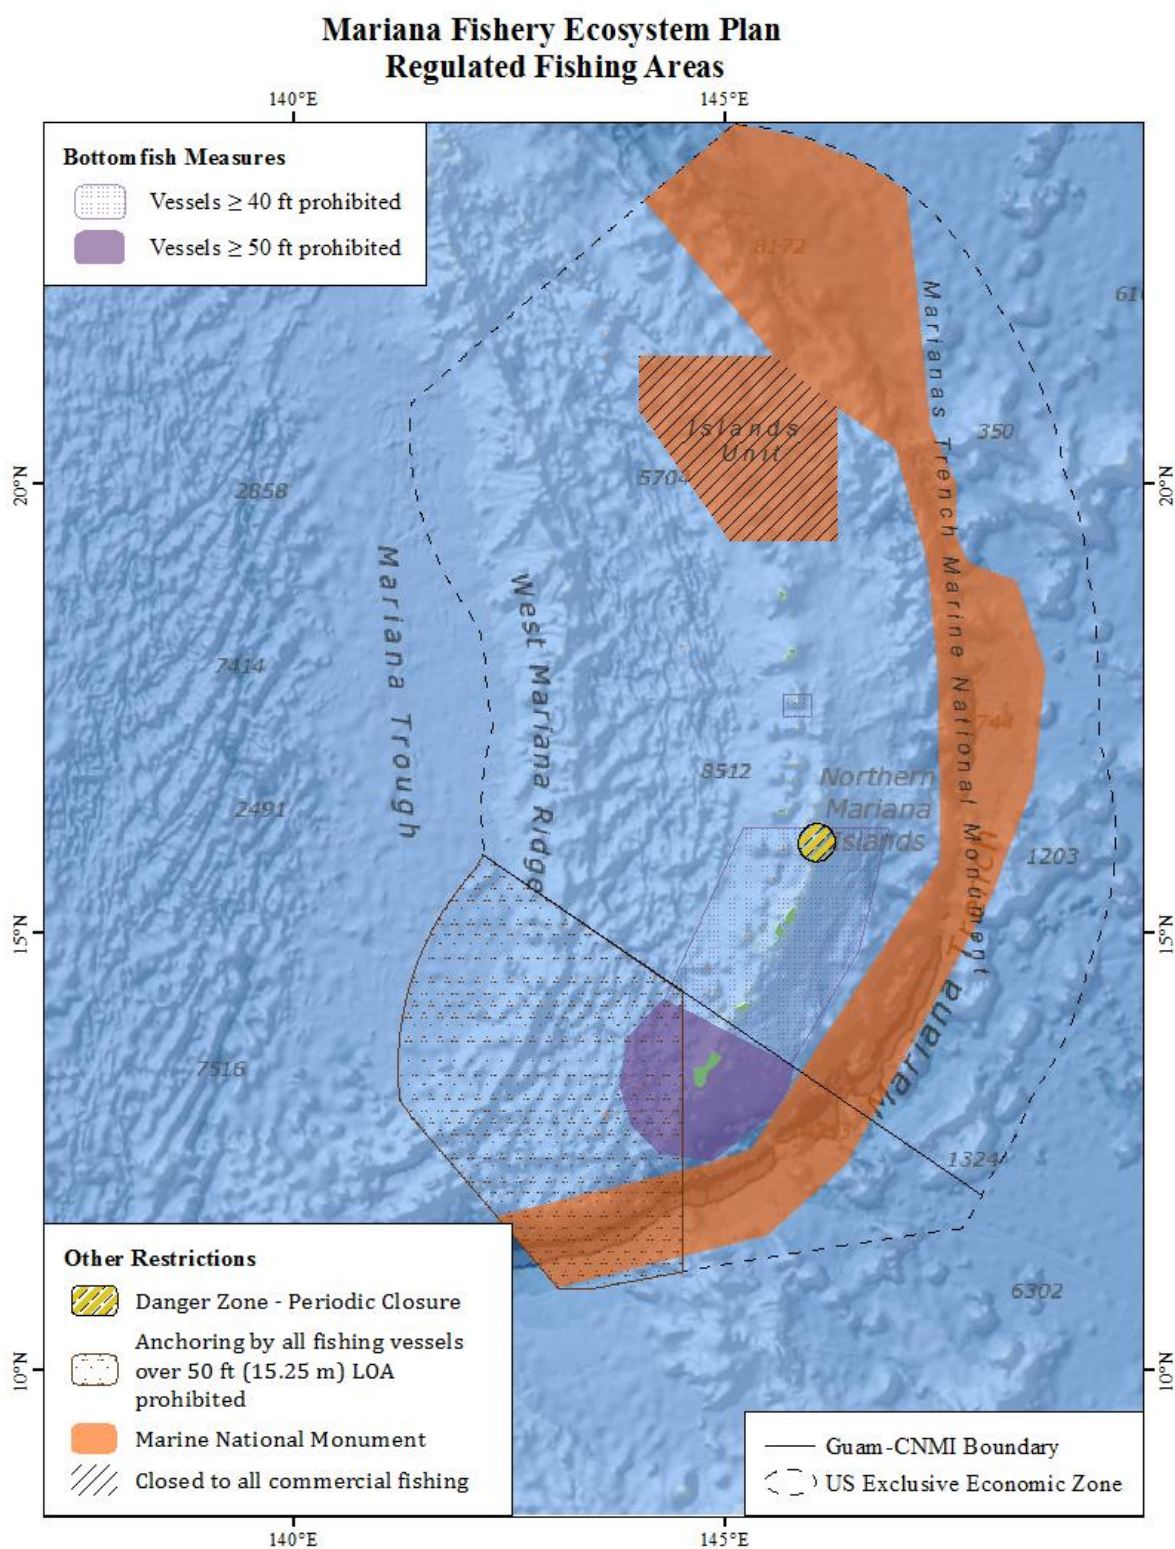 Mariana Fishery Ecosystem Plan
Regulated Fishing Areas
140°E
145°E
Bottomfish Measures
Vessels ≥ 40 ft prohibited
Vessels ≥ 50 ft prohibited
8172
350
Islands
Unit
5704
2858
20°N
20°N
Marianas Trench Marine National Monument
Mariana Trough
West Mariana Ridge
7414
744
8512
2491
Northern
Mariana
Islands
1203
15°N
15°N
Mariana Trench
7516
1324
6302
10°N
10°N
Other Restrictions
Danger Zone - Periodic Closure
Anchoring by all fishing vessels
over 50 ft (15.25 m) LOA
prohibited
Marine National Monument
Closed to all commercial fishing
Guam-CNMI Boundary
US Exclusive Economic Zone
140°E
145°E